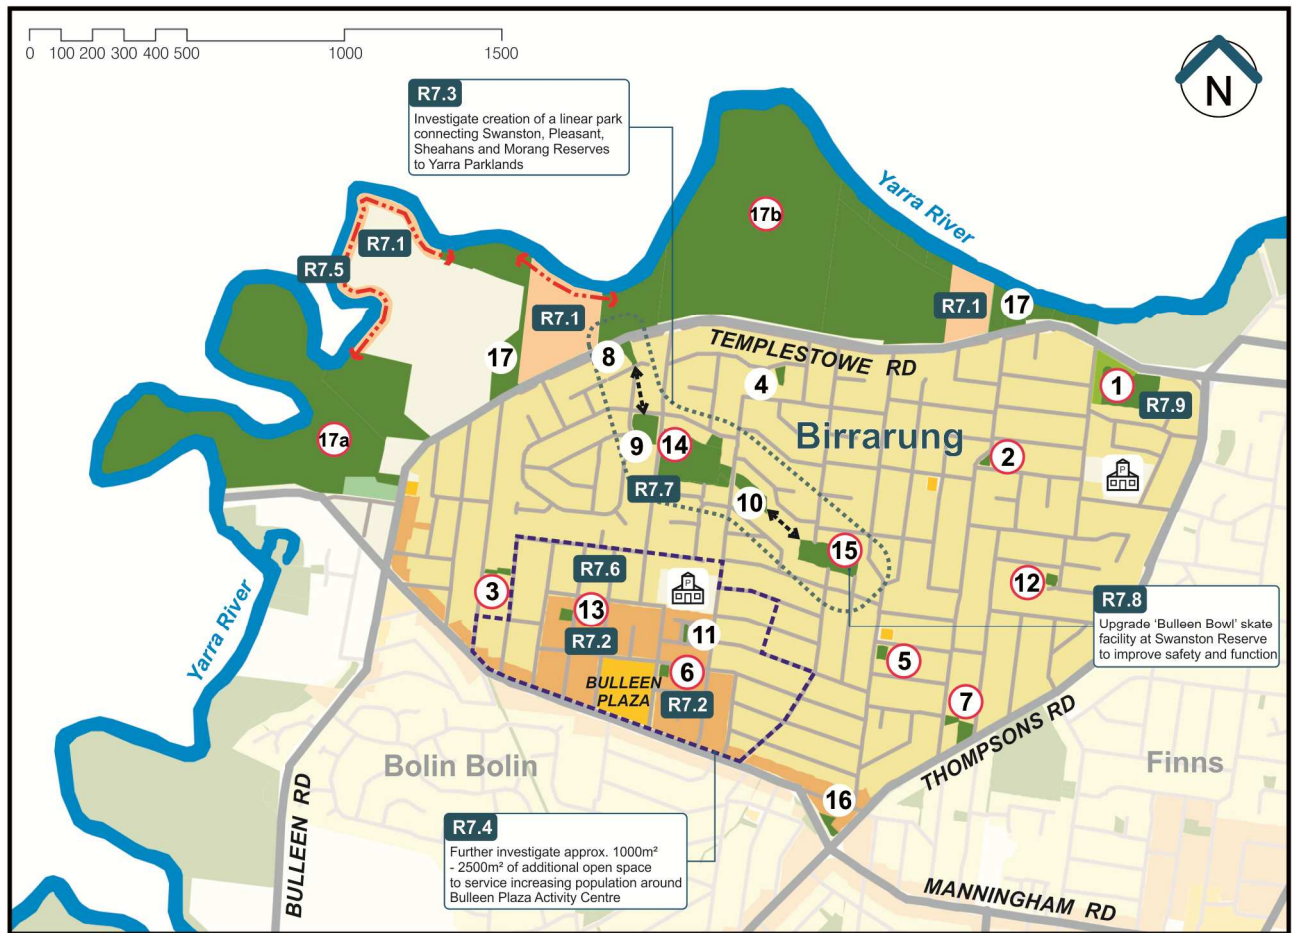 0 100 200 300 400 500 1000 1500
N
R7.3
Investigate creation of a linear park
connecting Swanston, Pleasant,
Sheahans and Morang Reserves
to Yarra Parklands
Yarra River
17b
R7.1
R7.5
R7.1
R7.1
17
17
8
TEMPLESTOWE RD
4
1
R7.9
17a
9
14
Birrarung
2
P
R7.7
10
15
R7.6
P
3
13
R7.2
11
12
R7.8
Upgrade ‘Bulleen Bowl’ skate
facility at Swanston Reserve
to improve safety and function
Yarra River
BULLEEN
PLAZA
6
R7.2
5
7
THOMPSONS RD
Bolin Bolin
Finns
16
BULLEEN RD
R7.4
Further investigate approx. 1000m²
- 2500m² of additional open space
to service increasing population around
Bulleen Plaza Activity Centre
MANNINGHAM RD